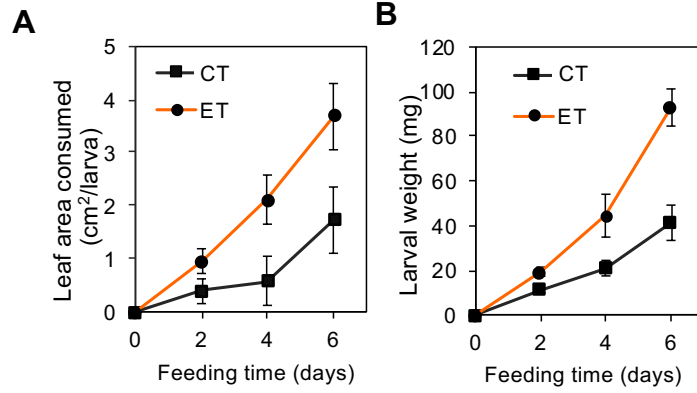 A
Leaf area consumed
(cm²/larva)
5
4
3
2
1
0
CT
ET
0 2 4 6
Feeding time (days)
B
Larval weight (mg)
120
100
80
60
40
20
0
CT
ET
0 2 4 6
Feeding time (days)